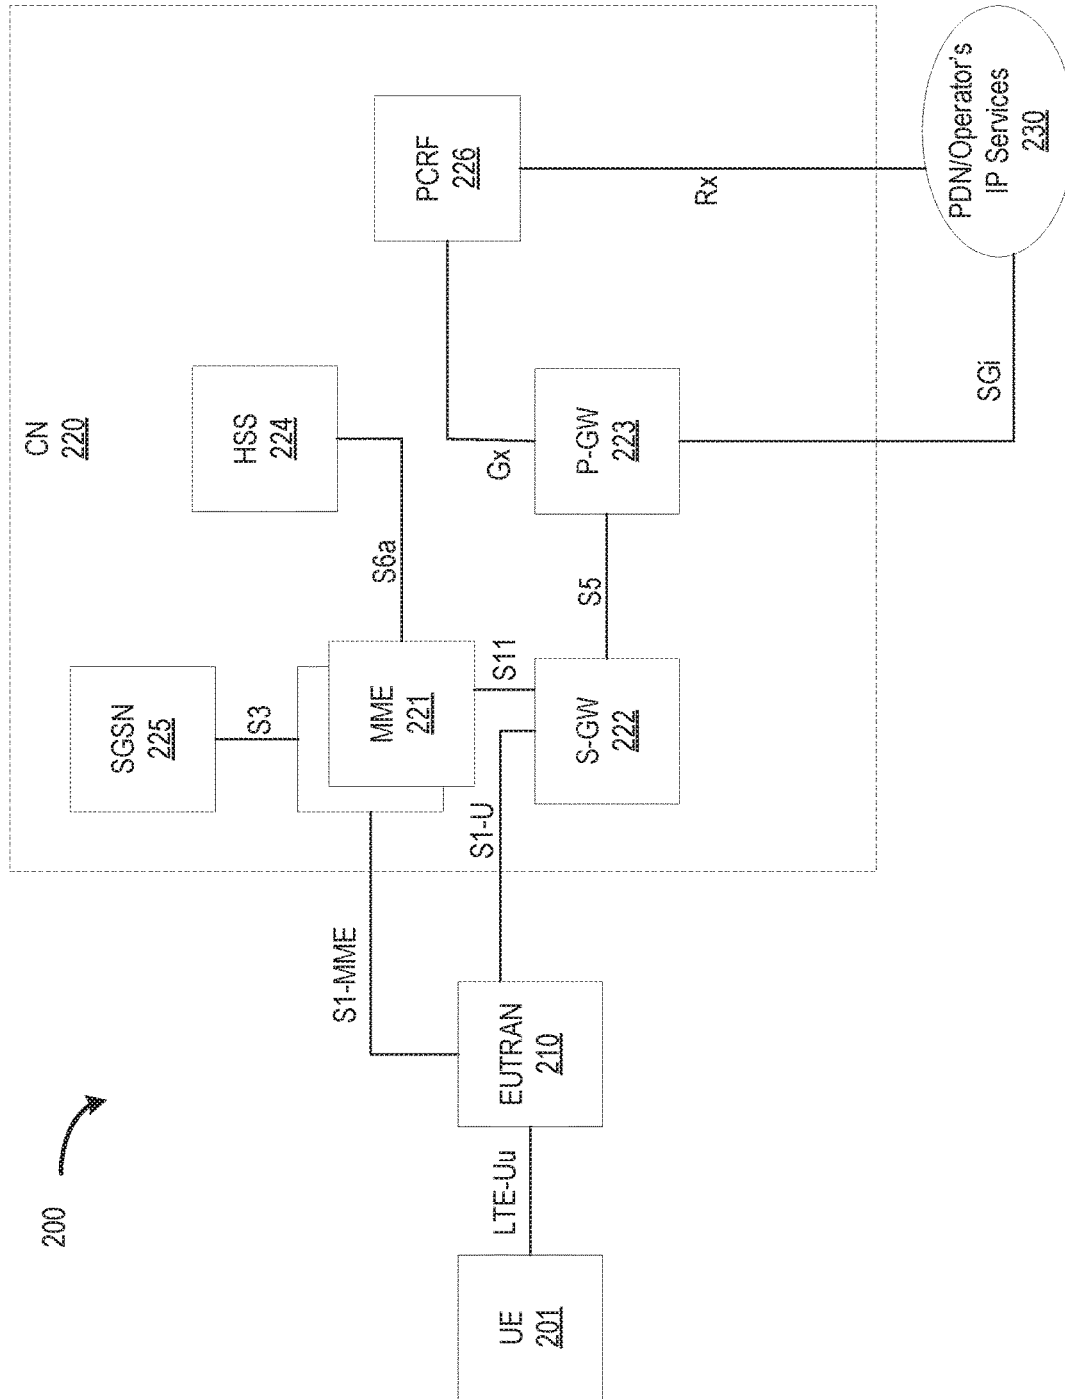 200
CN
220
SGSN
225
S3
HSS
224
S6a
S1-MME
MME
221
S11
PCRF
226
UE
201
LTE-Uu
EUTRAN
210
S1-U
S-GW
222
S5
P-GW
223
Gx
Rx
SGi
PDN/Operator's
IP Services
230